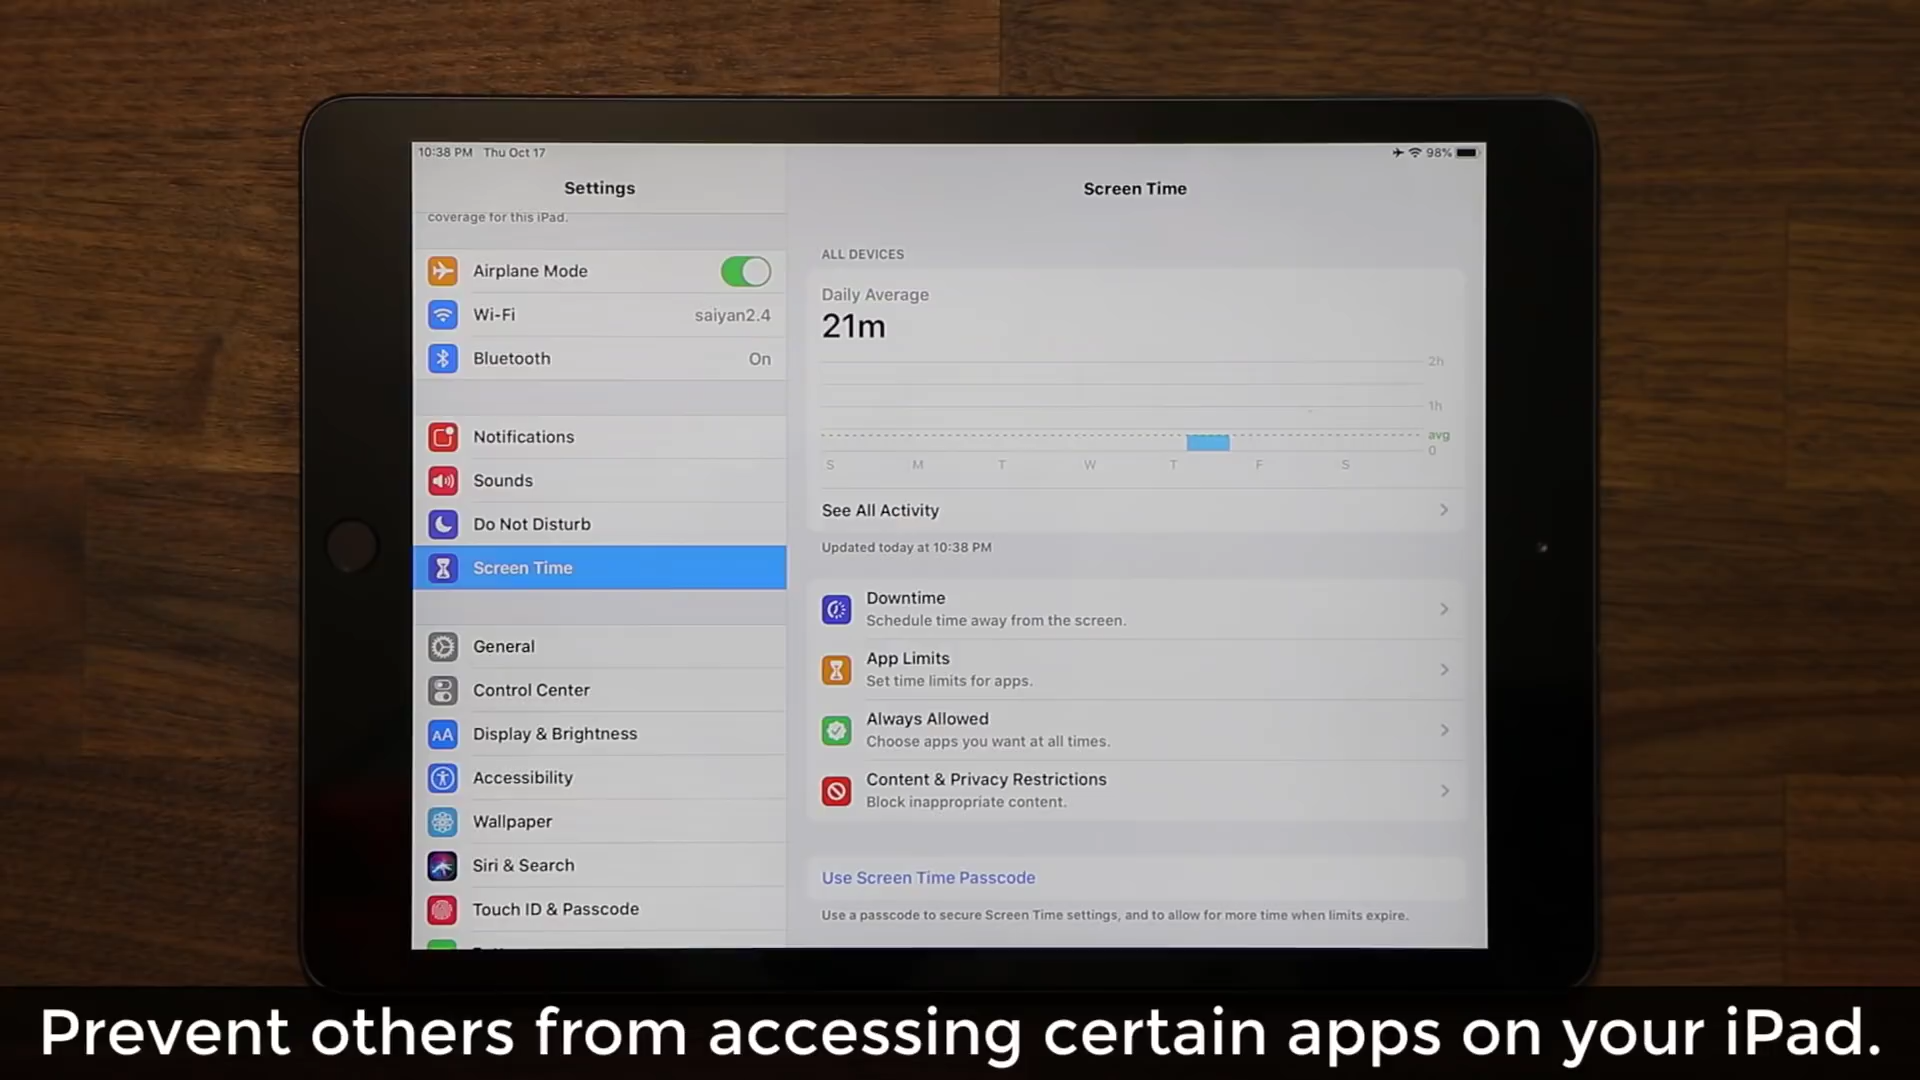 10:38 PM Thu Oct 17
98%
Settings
coverage for this iPad.
Airplane Mode
Wi-Fi saiyan2.4
Bluetooth On
Notifications
Sounds
Do Not Disturb
Screen Time
General
Control Center
Display & Brightness
AA
Accessibility
Wallpaper
Siri & Search
Touch ID & Passcode
Screen Time
ALL DEVICES
Daily Average
21m
2h
1h
avg
0
S M T W T F S
See All Activity
Updated today at 10:38 PM
Downtime
Schedule time away from the screen.
App Limits
Set time limits for apps.
Always Allowed
Choose apps you want at all times.
Content & Privacy Restrictions
Block inappropriate content.
Use Screen Time Passcode
Use a passcode to secure Screen Time settings, and to allow for more time when limits expire.
Prevent others from accessing certain apps on your iPad.